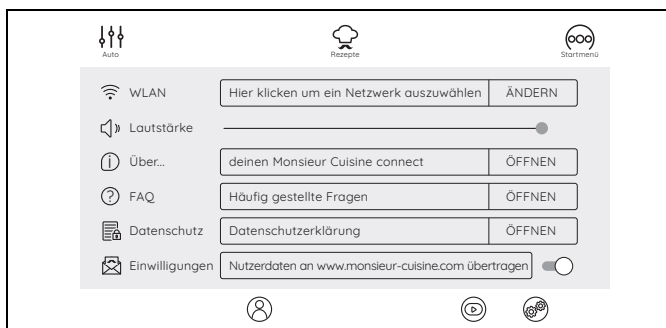 Auto Rezepte Startmenü
WLAN Hier klicken um ein Netzwerk auszuwählen ÄNDERN
Lautstärke
Über... deinen Monsieur Cuisine connect ÖFFNEN
FAQ Häufig gestellte Fragen ÖFFNEN
Datenschutz Datenschutzerklärung ÖFFNEN
Einwilligungen Nutzerdaten an www.monsieur-cuisine.com übertragen